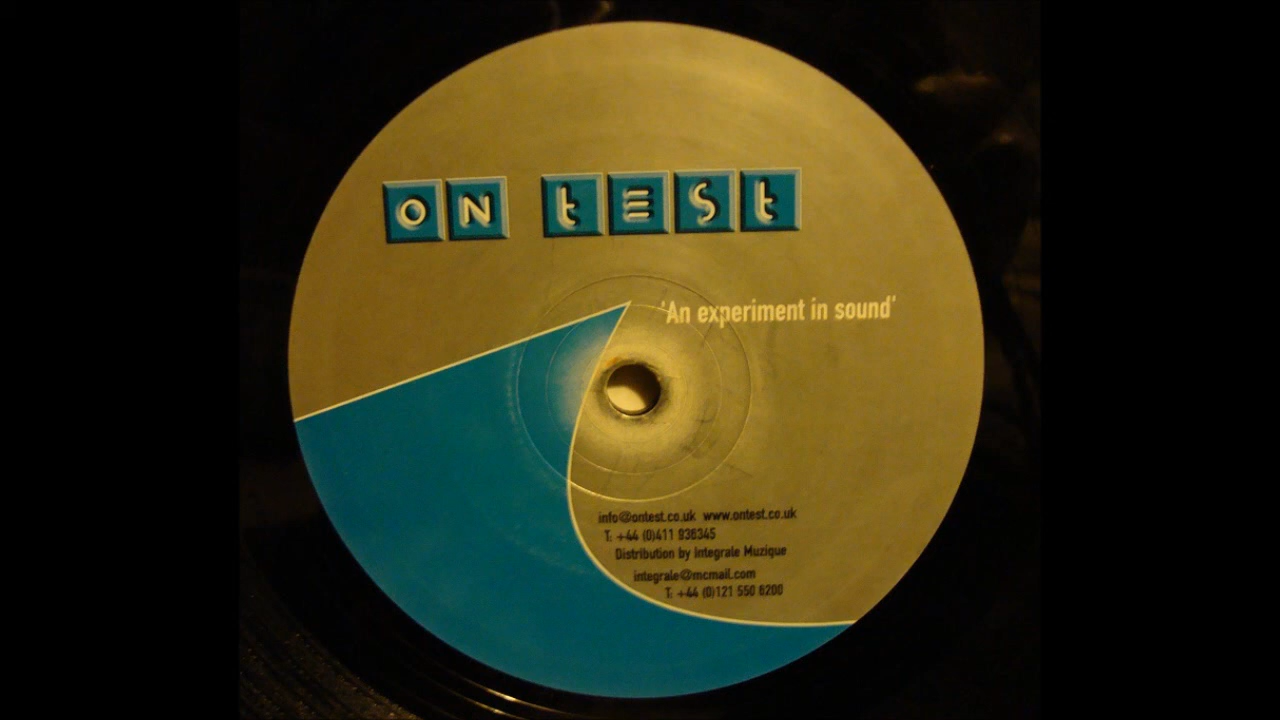 ON tEst
'An experiment in sound'
info@ontest.co.uk www.ontest.co.uk
T: +44 (0)411 936345
Distribution by Integrale Muzique
integrale@mcmail.com
T: +44 (0)121 550 6200